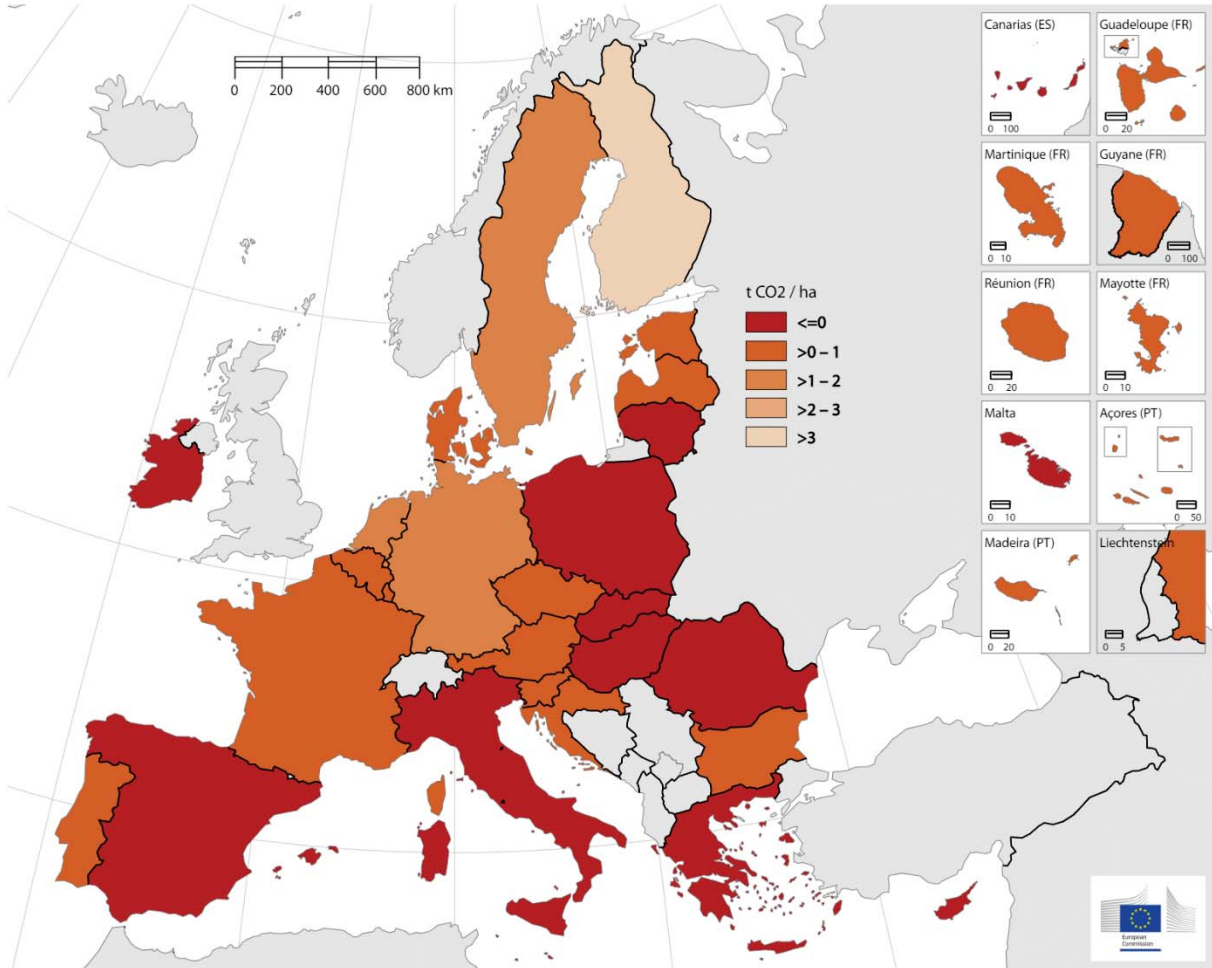 0 200 400 600 800 km
t CO2 / ha
<=0
>0 – 1
>1 – 2
>2 – 3
>3
Canarias (ES)
0 100
Guadeloupe (FR)
0 20
Martinique (FR)
0 10
Guyane (FR)
0 100
Réunion (FR)
0 20
Mayotte (FR)
0 10
Malta
0 10
Açores (PT)
0 50
Madeira (PT)
0 20
Liechtenstein
0 5
European
Commission